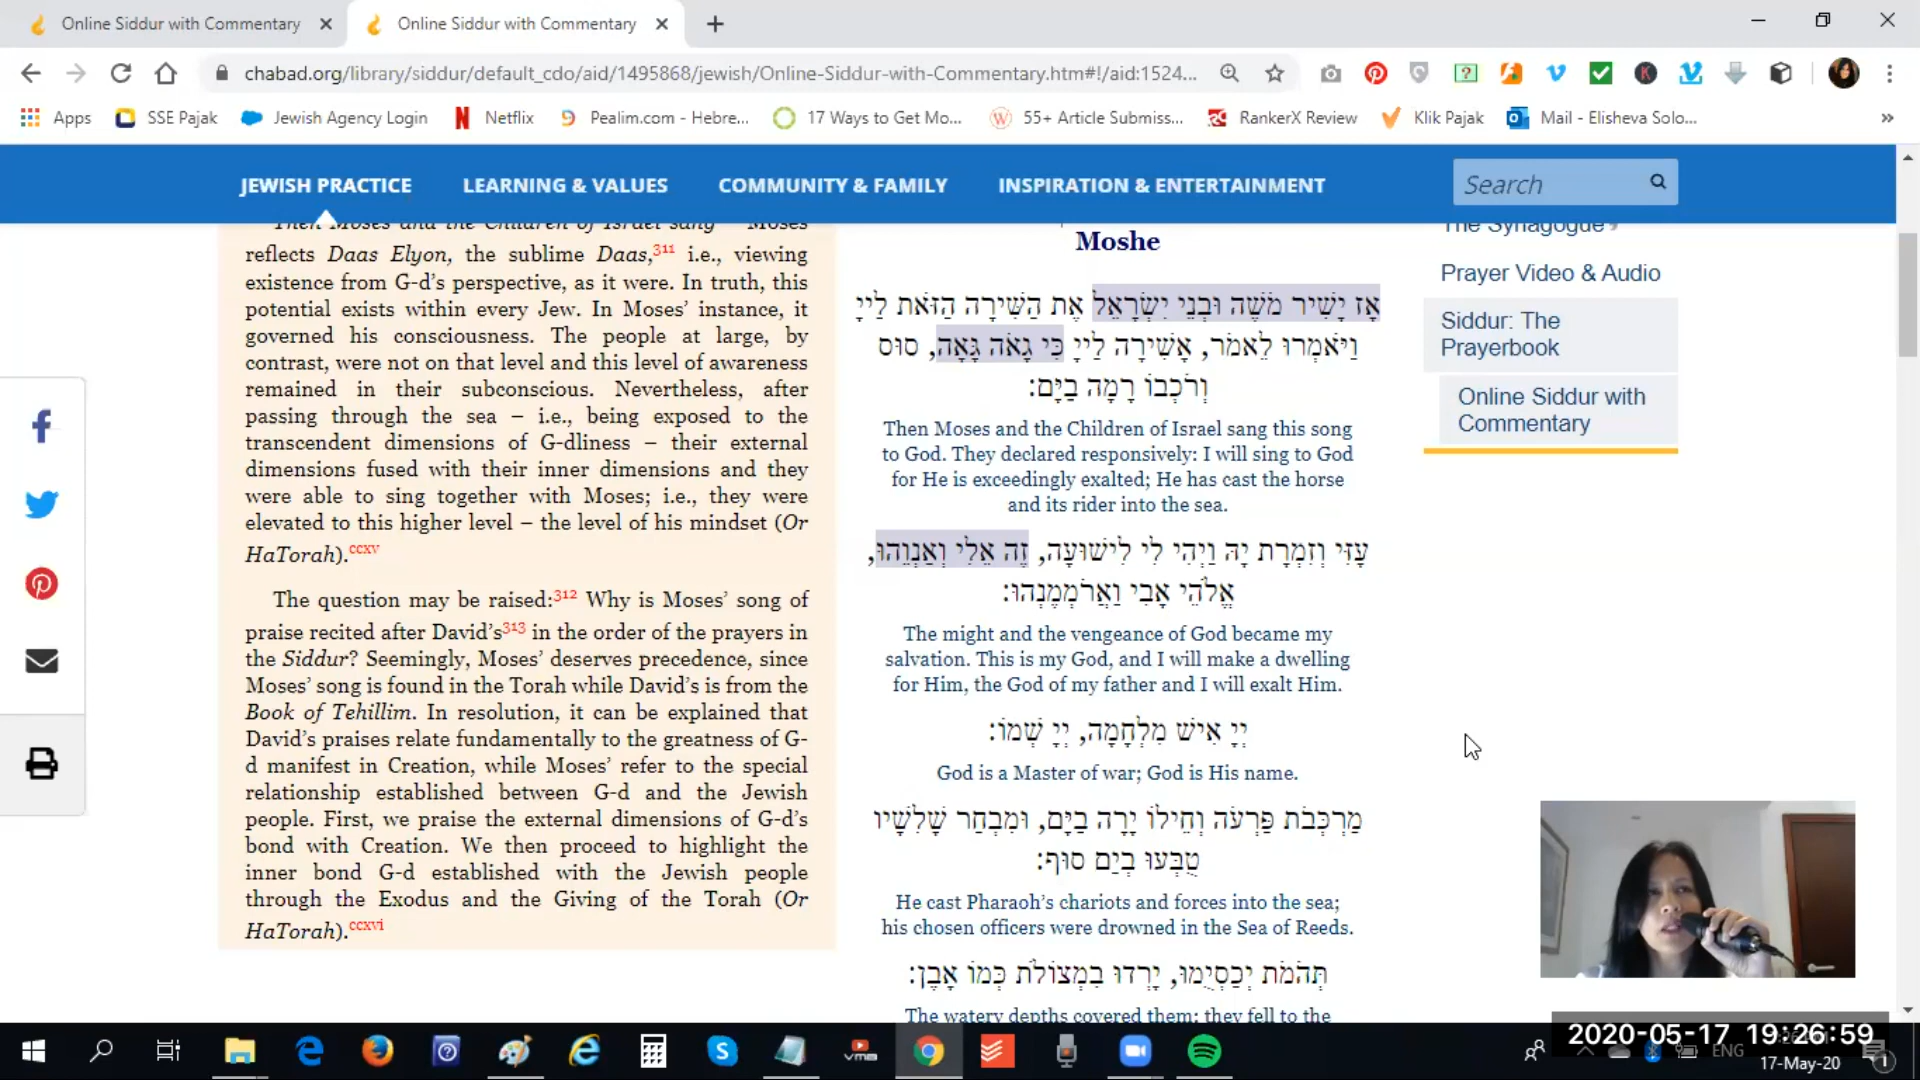 Online Siddur with Commentary
Online Siddur with Commentary
chabad.org/library/siddur/default_cdo/aid/1495868/jewish/Online-Siddur-with-Commentary.htm#!/aid:1524...
Apps
SSE Pajak
Jewish Agency Login
Netflix
Pealim.com - Hebre...
17 Ways to Get Mo...
55+ Article Submiss...
RankerX Review
Klik Pajak
Mail - Elisheva Solo...
»
JEWISH PRACTICE
LEARNING & VALUES
COMMUNITY & FAMILY
INSPIRATION & ENTERTAINMENT
Search
Then Moses and the Children of Israel sang – Moses
reflects Daas Elyon, the sublime Daas,311 i.e., viewing
existence from G-d's perspective, as it were. In truth, this
potential exists within every Jew. In Moses' instance, it
governed his consciousness. The people at large, by
contrast, were not on that level and this level of awareness
remained in their subconscious. Nevertheless, after
passing through the sea – i.e., being exposed to the
transcendent dimensions of G-dliness – their external
dimensions fused with their inner dimensions and they
were able to sing together with Moses; i.e., they were
elevated to this higher level – the level of his mindset (Or
HaTorah).ccxv
The question may be raised:312 Why is Moses' song of
praise recited after David's313 in the order of the prayers in
the Siddur? Seemingly, Moses' deserves precedence, since
Moses' song is found in the Torah while David's is from the
Book of Tehillim. In resolution, it can be explained that
David's praises relate fundamentally to the greatness of G-
d manifest in Creation, while Moses' refer to the special
relationship established between G-d and the Jewish
people. First, we praise the external dimensions of G-d's
bond with Creation. We then proceed to highlight the
inner bond G-d established with the Jewish people
through the Exodus and the Giving of the Torah (Or
HaTorah).ccxvi
Moshe
אָז יָשִׁיר מֹשֶׁה וּבְנֵי יִשְׂרָאֵל אֶת הַשִּׁירָה הַזֹּאת לַייָ
וַיֹּאמְרוּ לֵאמֹר, אָשִׁירָה לַייָ כִּי גָאֹה גָּאָה, סוּס
וְרֹכְבוֹ רָמָה בַיָּם:
Then Moses and the Children of Israel sang this song
to God. They declared responsively: I will sing to God
for He is exceedingly exalted; He has cast the horse
and its rider into the sea.
עָזִּי וְזִמְרָת יָהּ וַיְהִי לִי לִישׁוּעָה, זֶה אֵלִי וְאַנְוֵהוּ,
אֱלֹהֵי אָבִי וַאֲרֹמְמֶנְהוּ:
The might and the vengeance of God became my
salvation. This is my God, and I will make a dwelling
for Him, the God of my father and I will exalt Him.
יְיָ אִישׁ מִלְחָמָה, יְיָ שְׁמוֹ:
God is a Master of war; God is His name.
מַרְכְּבֹת פַּרְעֹה וְחֵילוֹ יָרָה בַיָּם, וּמִבְחַר שָׁלִשָׁיו
טֻבְּעוּ בְיַם סוּף:
He cast Pharaoh's chariots and forces into the sea;
his chosen officers were drowned in the Sea of Reeds.
תְּהֹמֹת יְכַסְיֻמוּ, יָרְדוּ בִמְצוֹלֹת כְּמוֹ אָבֶן:
The watery depths covered them; they fell to the
The Synagogue
Prayer Video & Audio
Siddur: The
Prayerbook
Online Siddur with
Commentary
2020-05-17 19:26:59
ENG
17-May-20